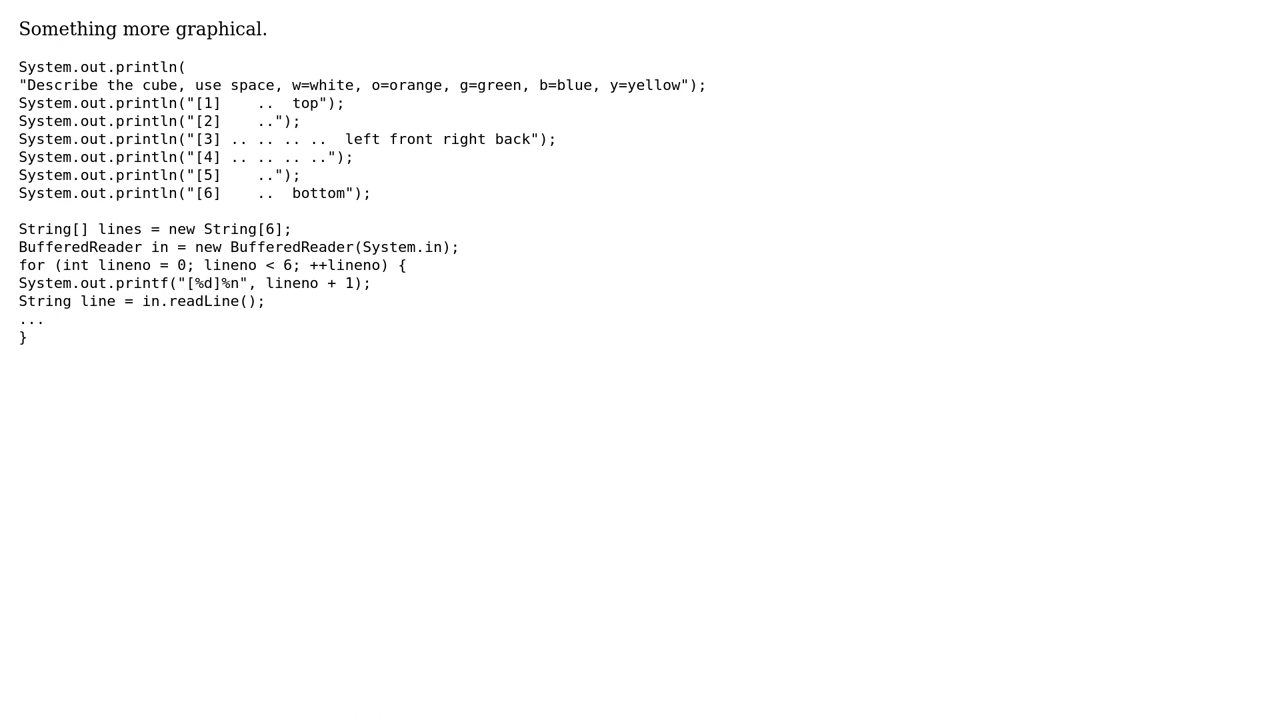 Something more graphical.
System.out.println(
"Describe the cube, use space, w=white, o=orange, g=green, b=blue, y=yellow");
System.out.println("[1]    ..  top");
System.out.println("[2]    ..");
System.out.println("[3] .. .. .. ..  left front right back");
System.out.println("[4] .. .. .. ..");
System.out.println("[5]    ..");
System.out.println("[6]    ..  bottom");

String[] lines = new String[6];
BufferedReader in = new BufferedReader(System.in);
for (int lineno = 0; lineno < 6; ++lineno) {
System.out.printf("[%d]%n", lineno + 1);
String line = in.readLine();
...
}